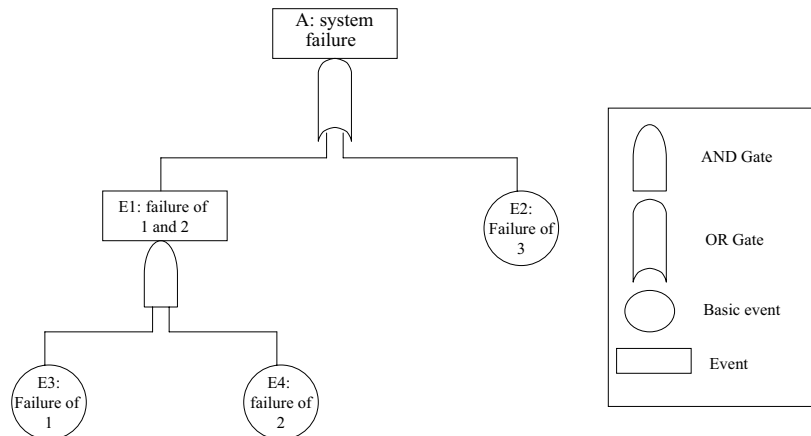 A: system
failure
E1: failure of
1 and 2
E2:
Failure of
3
E3:
Failure of
1
E4:
failure of
2
AND Gate
OR Gate
Basic event
Event